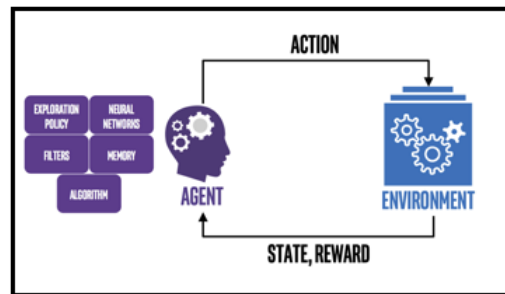 ACTION
EXPLORATION
POLICY
NEURAL
NETWORKS
FILTERS
MEMORY
ALGORITHM
AGENT
ENVIRONMENT
STATE, REWARD